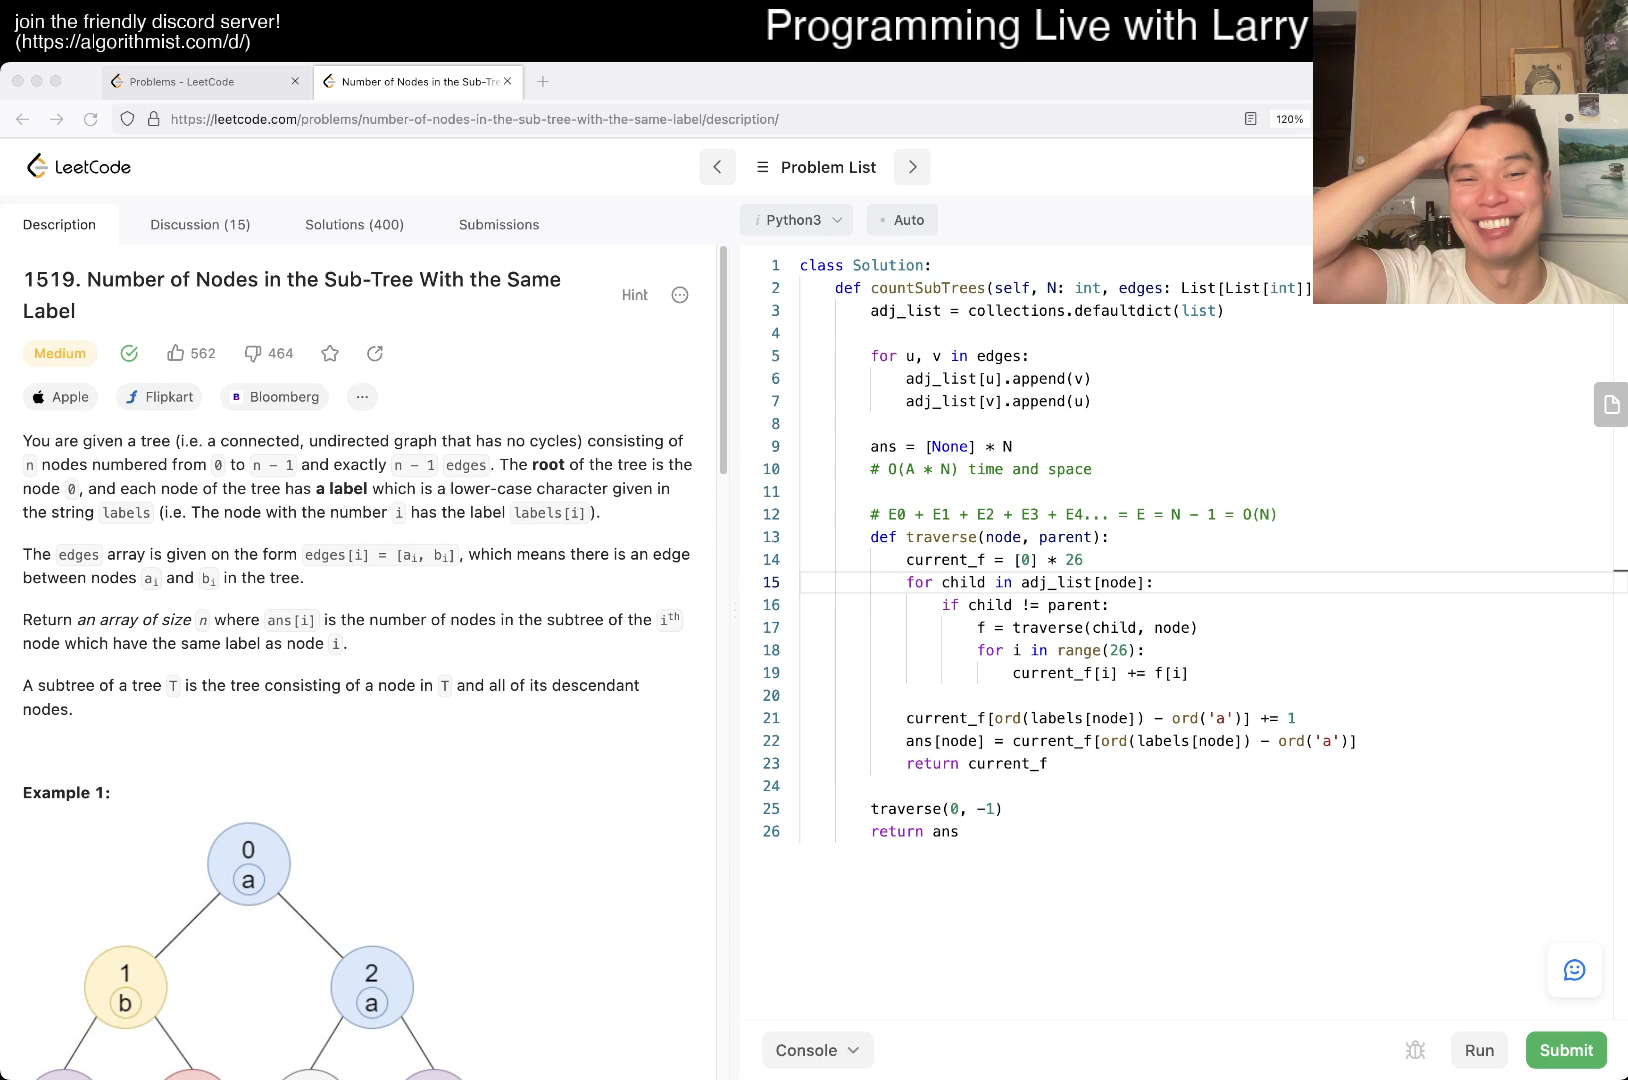 join the friendly discord server!
(https://algorithmist.com/d/)
Programming Live with Larry
Problems - LeetCode
Number of Nodes in the Sub-Tre
https://leetcode.com/problems/number-of-nodes-in-the-sub-tree-with-the-same-label/description/
120%
LeetCode
Problem List
Description
Discussion (15)
Solutions (400)
Submissions
i Python3
Auto
1519. Number of Nodes in the Sub-Tree With the Same
Label
Hint
Medium
562
464
Apple
Flipkart
B Bloomberg
You are given a tree (i.e. a connected, undirected graph that has no cycles) consisting of
n nodes numbered from 0 to n - 1 and exactly n - 1 edges. The root of the tree is the
node 0, and each node of the tree has a label which is a lower-case character given in
the string labels (i.e. The node with the number i has the label labels[i]).
The edges array is given on the form edges[i] = [ai, bi], which means there is an edge
between nodes ai and bi in the tree.
Return an array of size n where ans[i] is the number of nodes in the subtree of the ith
node which have the same label as node i.
A subtree of a tree T is the tree consisting of a node in T and all of its descendant
nodes.
Example 1:
0
a
1
b
2
a
1 class Solution:
2 def countSubTrees(self, N: int, edges: List[List[int]]
3 adj_list = collections.defaultdict(list)
4
5 for u, v in edges:
6 adj_list[u].append(v)
7 adj_list[v].append(u)
8
9 ans = [None] * N
10 # O(A * N) time and space
11
12 # E0 + E1 + E2 + E3 + E4... = E = N - 1 = O(N)
13 def traverse(node, parent):
14 current_f = [0] * 26
15 for child in adj_list[node]:
16 if child != parent:
17 f = traverse(child, node)
18 for i in range(26):
19 current_f[i] += f[i]
20
21 current_f[ord(labels[node]) - ord('a')] += 1
22 ans[node] = current_f[ord(labels[node]) - ord('a')]
23 return current_f
24
25 traverse(0, -1)
26 return ans
Console
Run
Submit